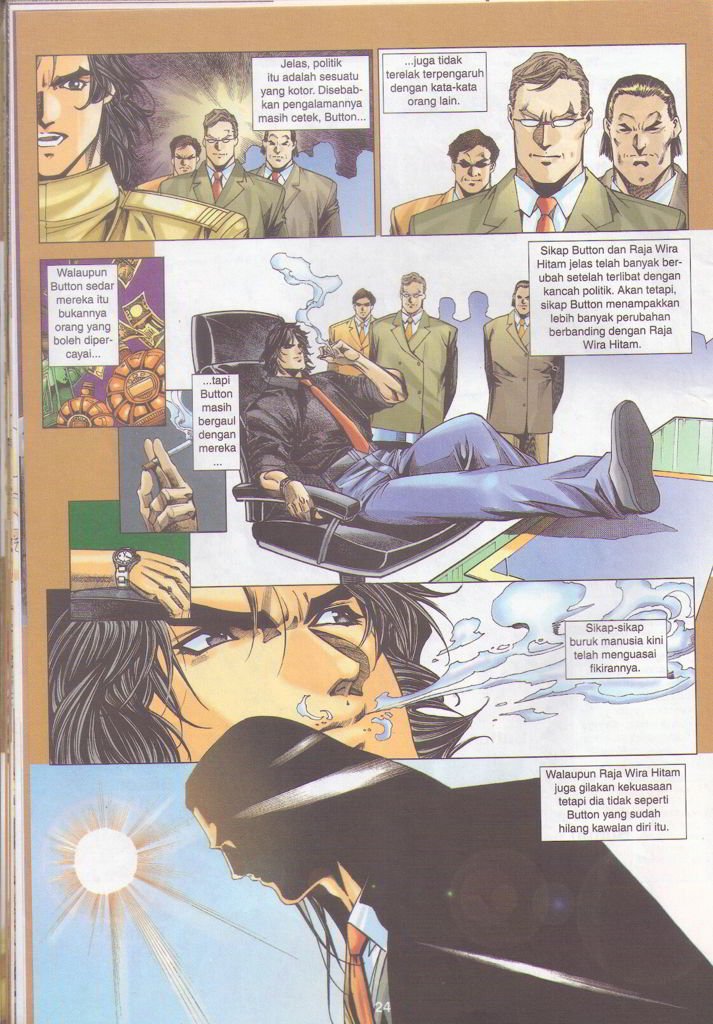 Jelas, politik
itu adalah sesuatu
yang kotor. Disebab-
kan pengalamannya
masih cetek, Button...
...juga tidak
terelak terpengaruh
dengan kata-kata
orang lain.
Walaupun
Button sedar
mereka itu
bukannya
orang yang
boleh diper-
cayai...
Sikap Button dan Raja Wira
Hitam jelas telah banyak ber-
ubah setelah terlibat dengan
kancah politik. Akan tetapi,
sikap Button menampakkan
lebih banyak perubahan
berbanding dengan Raja
Wira Hitam.
...tapi
Button
masih
bergaul
dengan
mereka
...
Sikap-sikap
buruk manusia kini
telah menguasai
fikirannya.
Walaupun Raja Wira Hitam
juga gilakan kekuasaan
tetapi dia tidak seperti
Button yang sudah
hilang kawalan diri itu.
24